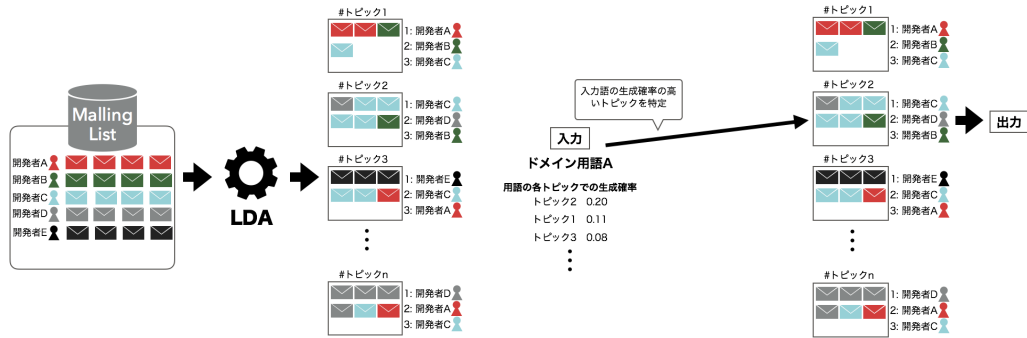 Malling
List
開発者A
開発者B
開発者C
開発者D
開発者E
LDA
#トピック1
1: 開発者A
2: 開発者B
3: 開発者C
#トピック2
1: 開発者C
2: 開発者D
3: 開発者B
#トピック3
1: 開発者E
2: 開発者C
3: 開発者A
#トピックn
1: 開発者D
2: 開発者A
3: 開発者C
入力語の生成確率の高
いトピックを特定
入力
ドメイン用語A
用語の各トピックでの生成確率
トピック2 0.20
トピック1 0.11
トピック3 0.08
#トピック1
1: 開発者A
2: 開発者B
3: 開発者C
#トピック2
1: 開発者C
2: 開発者D
3: 開発者B
#トピック3
1: 開発者E
2: 開発者C
3: 開発者A
#トピックn
1: 開発者D
2: 開発者A
3: 開発者C
出力